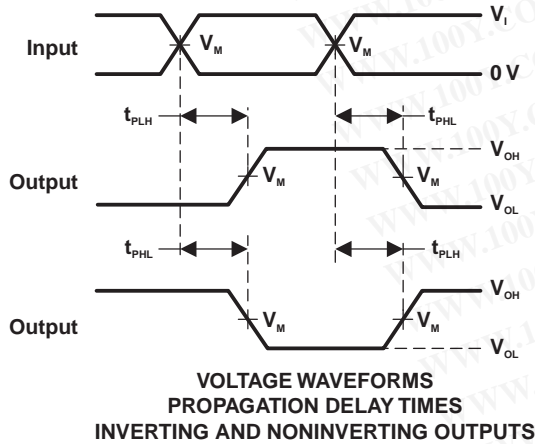 V_I
Input V_M V_M
0 V
t_PLH t_PHL
V_OH
Output V_M V_M
V_OL
t_PHL t_PLH
V_OH
Output V_M V_M
V_OL
VOLTAGE WAVEFORMS
PROPAGATION DELAY TIMES
INVERTING AND NONINVERTING OUTPUTS